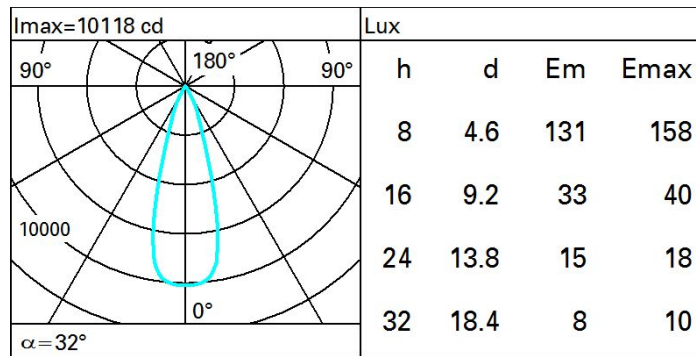 Imax=10118 cd
Lux
90° 180° 90°
h d Em Emax
8 4.6 131 158
16 9.2 33 40
10000
24 13.8 15 18
0°
32 18.4 8 10
α=32°